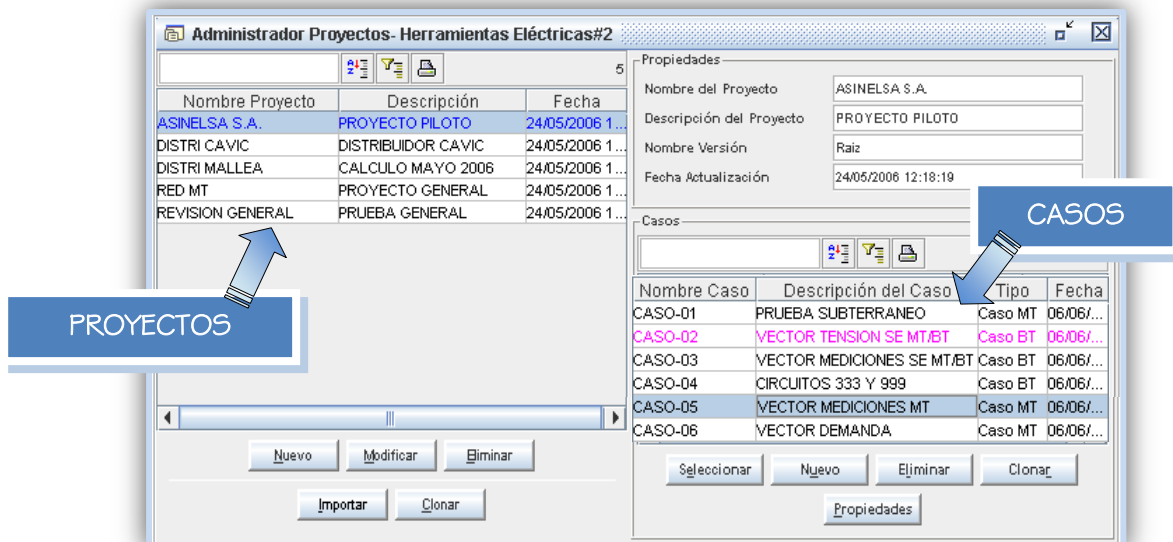 Administrador Proyectos- Herramientas Eléctricas#2
5
Nombre Proyecto Descripción Fecha
ASINELSA S.A. PROYECTO PILOTO 24/05/2006 1...
DISTRI CAVIC DISTRIBUIDOR CAVIC 24/05/2006 1...
DISTRI MALLEA CALCULO MAYO 2006 24/05/2006 1...
RED MT PROYECTO GENERAL 24/05/2006 1...
REVISION GENERAL PRUEBA GENERAL 24/05/2006 1...
PROYECTOS
Nuevo Modificar Eliminar
Importar Clonar
Propiedades
Nombre del Proyecto ASINELSA S.A.
Descripción del Proyecto PROYECTO PILOTO
Nombre Versión Raiz
Fecha Actualización 24/05/2006 12:18:19
CASOS
Casos
Nombre Caso Descripción del Caso Tipo Fecha
CASO-01 PRUEBA SUBTERRANEO Caso MT 06/06/...
CASO-02 VECTOR TENSION SE MT/BT Caso BT 06/06/...
CASO-03 VECTOR MEDICIONES SE MT/BT Caso BT 06/06/...
CASO-04 CIRCUITOS 333 Y 999 Caso BT 06/06/...
CASO-05 VECTOR MEDICIONES MT Caso MT 06/06/...
CASO-06 VECTOR DEMANDA Caso MT 06/06/...
Seleccionar Nuevo Eliminar Clonar
Propiedades